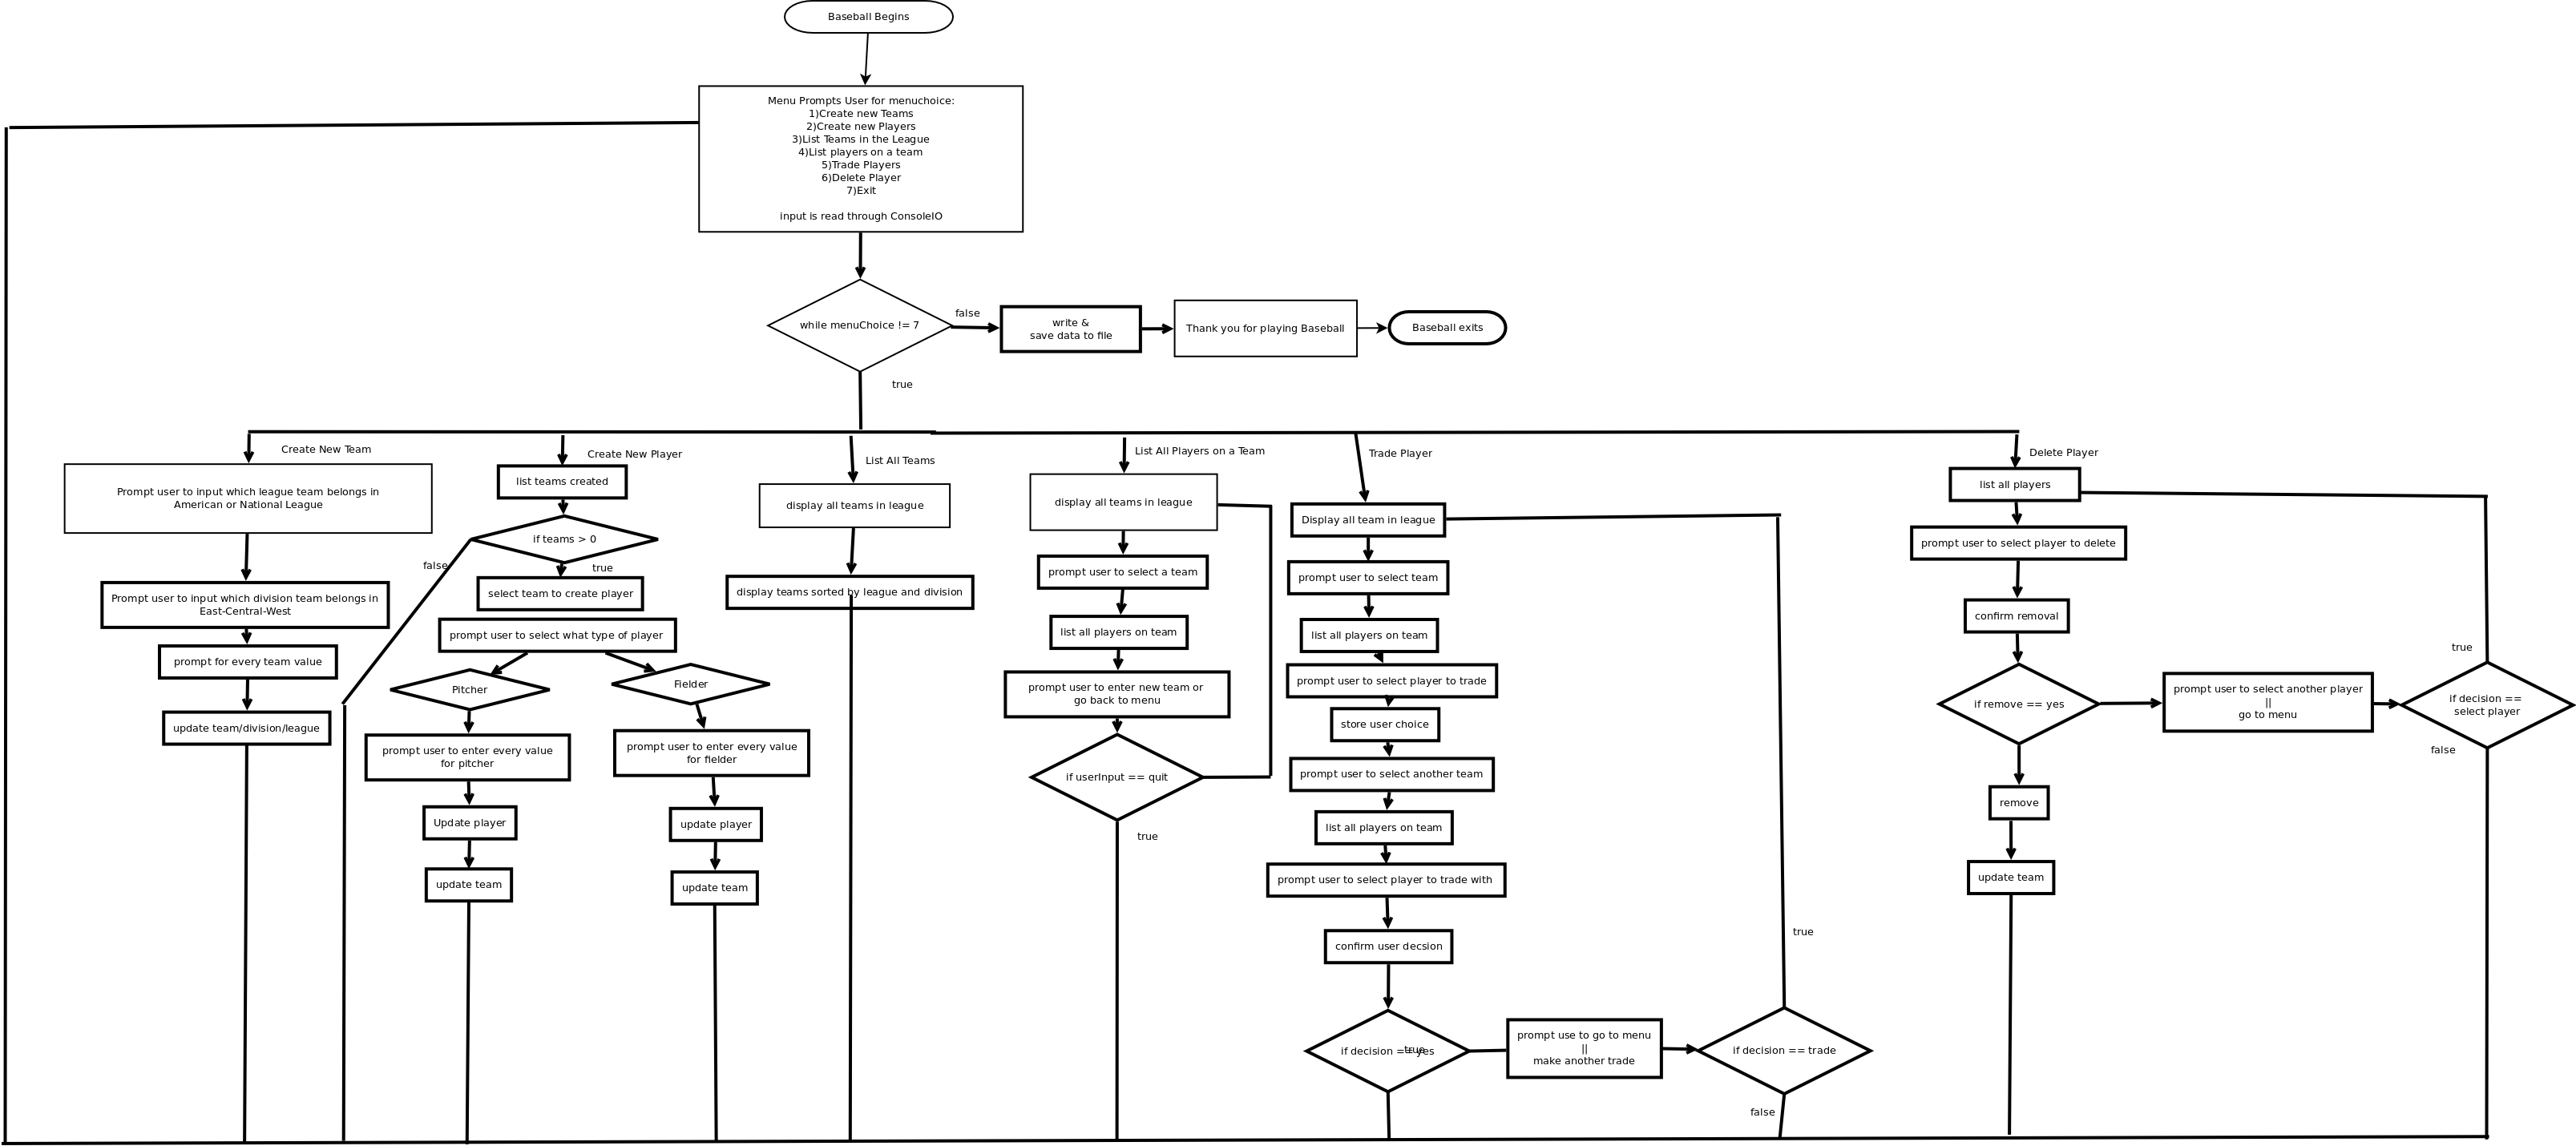 Baseball Begins
Menu Prompts User for menuchoice:
1)Create new Teams
2)Create new Players
3)List Teams in the League
4)List players on a team
5)Trade Players
6)Delete Player
7)Exit
input is read through ConsoleIO
while menuChoice != 7
false
write &
save data to file
Thank you for playing Baseball
Baseball exits
true
Create New Team
Prompt user to input which league team belongs in
American or National League
Prompt user to input which division team belongs in
East-Central-West
prompt for every team value
update team/division/league
Create New Player
list teams created
if teams > 0
false
true
select team to create player
prompt user to select what type of player
Pitcher
prompt user to enter every value
for pitcher
Update player
update team
Fielder
prompt user to enter every value
for fielder
update player
update team
List All Teams
display all teams in league
display teams sorted by league and division
List All Players on a Team
display all teams in league
prompt user to select a team
list all players on team
prompt user to enter new team or
go back to menu
if userInput == quit
true
Trade Player
Display all team in league
prompt user to select team
list all players on team
prompt user to select player to trade
store user choice
prompt user to select another team
list all players on team
prompt user to select player to trade with
confirm user decsion
if decision == yes
true
prompt use to go to menu
||
make another trade
if decision == trade
true
false
Delete Player
list all players
prompt user to select player to delete
confirm removal
if remove == yes
remove
update team
prompt user to select another player
||
go to menu
true
if decision ==
select player
false